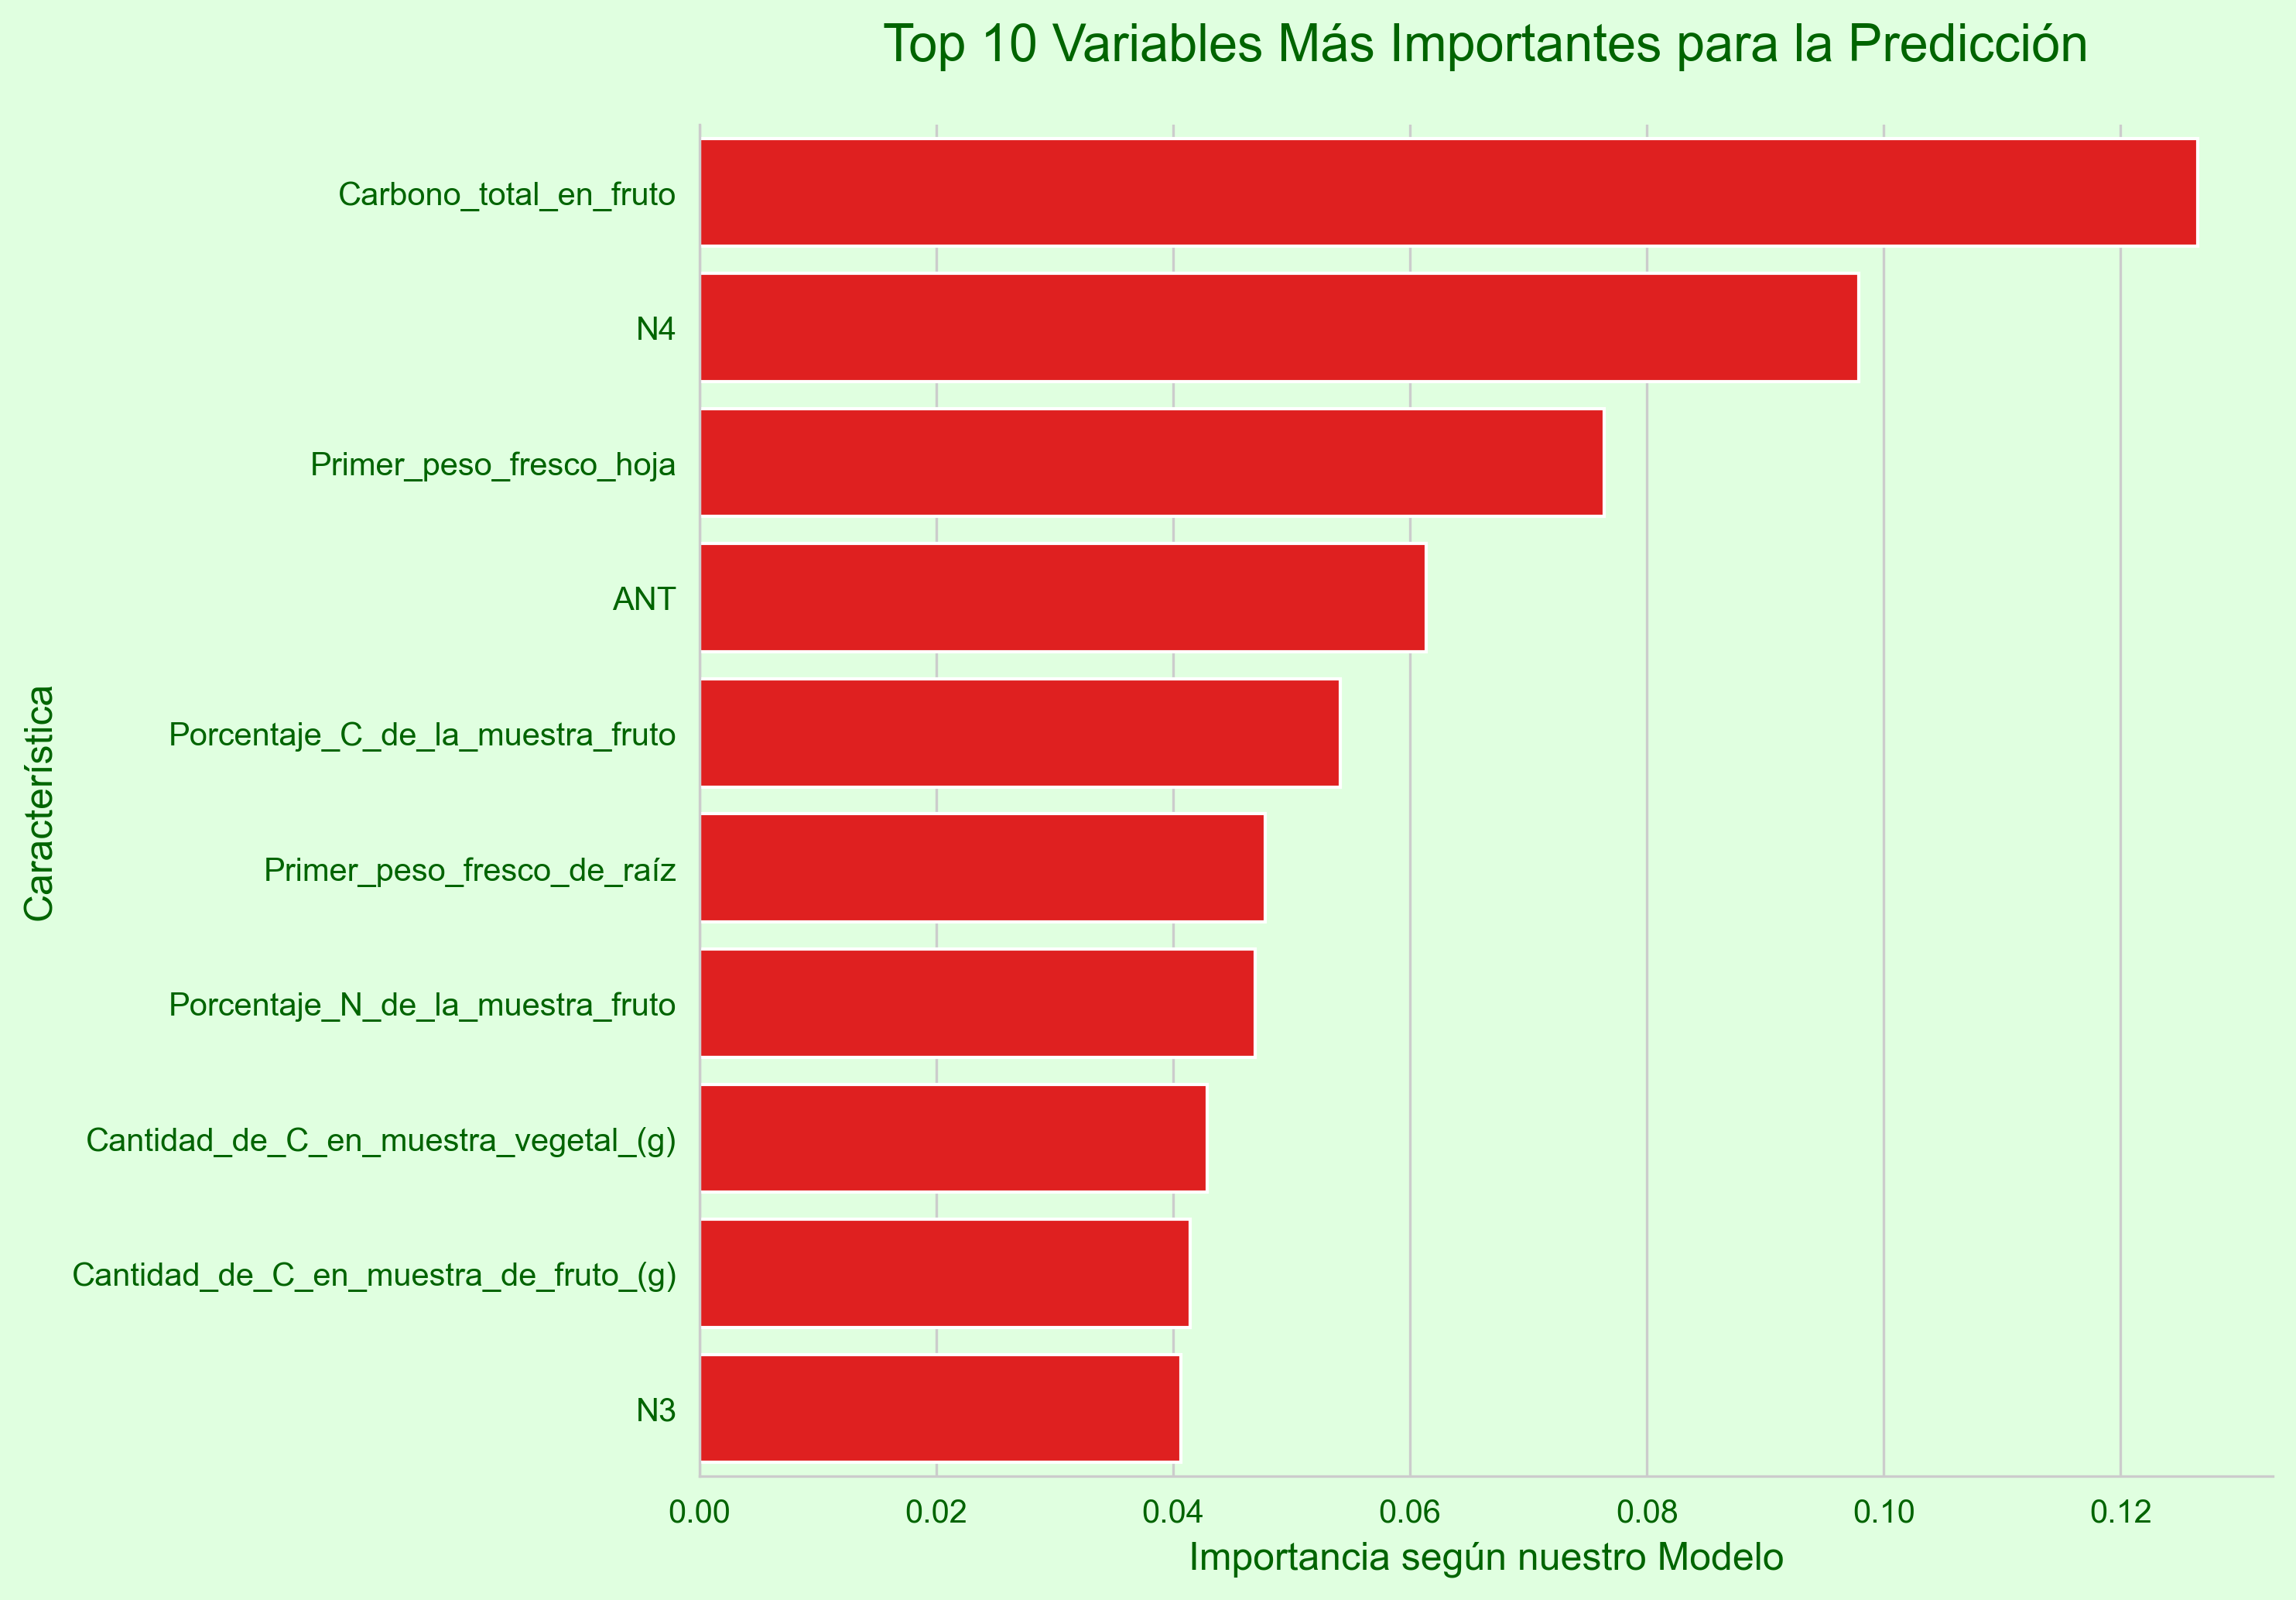 Top 10 Variables Más Importantes para la Predicción
Característica
Carbono_total_en_fruto
N4
Primer_peso_fresco_hoja
ANT
Porcentaje_C_de_la_muestra_fruto
Primer_peso_fresco_de_raíz
Porcentaje_N_de_la_muestra_fruto
Cantidad_de_C_en_muestra_vegetal_(g)
Cantidad_de_C_en_muestra_de_fruto_(g)
N3
0.00 0.02 0.04 0.06 0.08 0.10 0.12
Importancia según nuestro Modelo